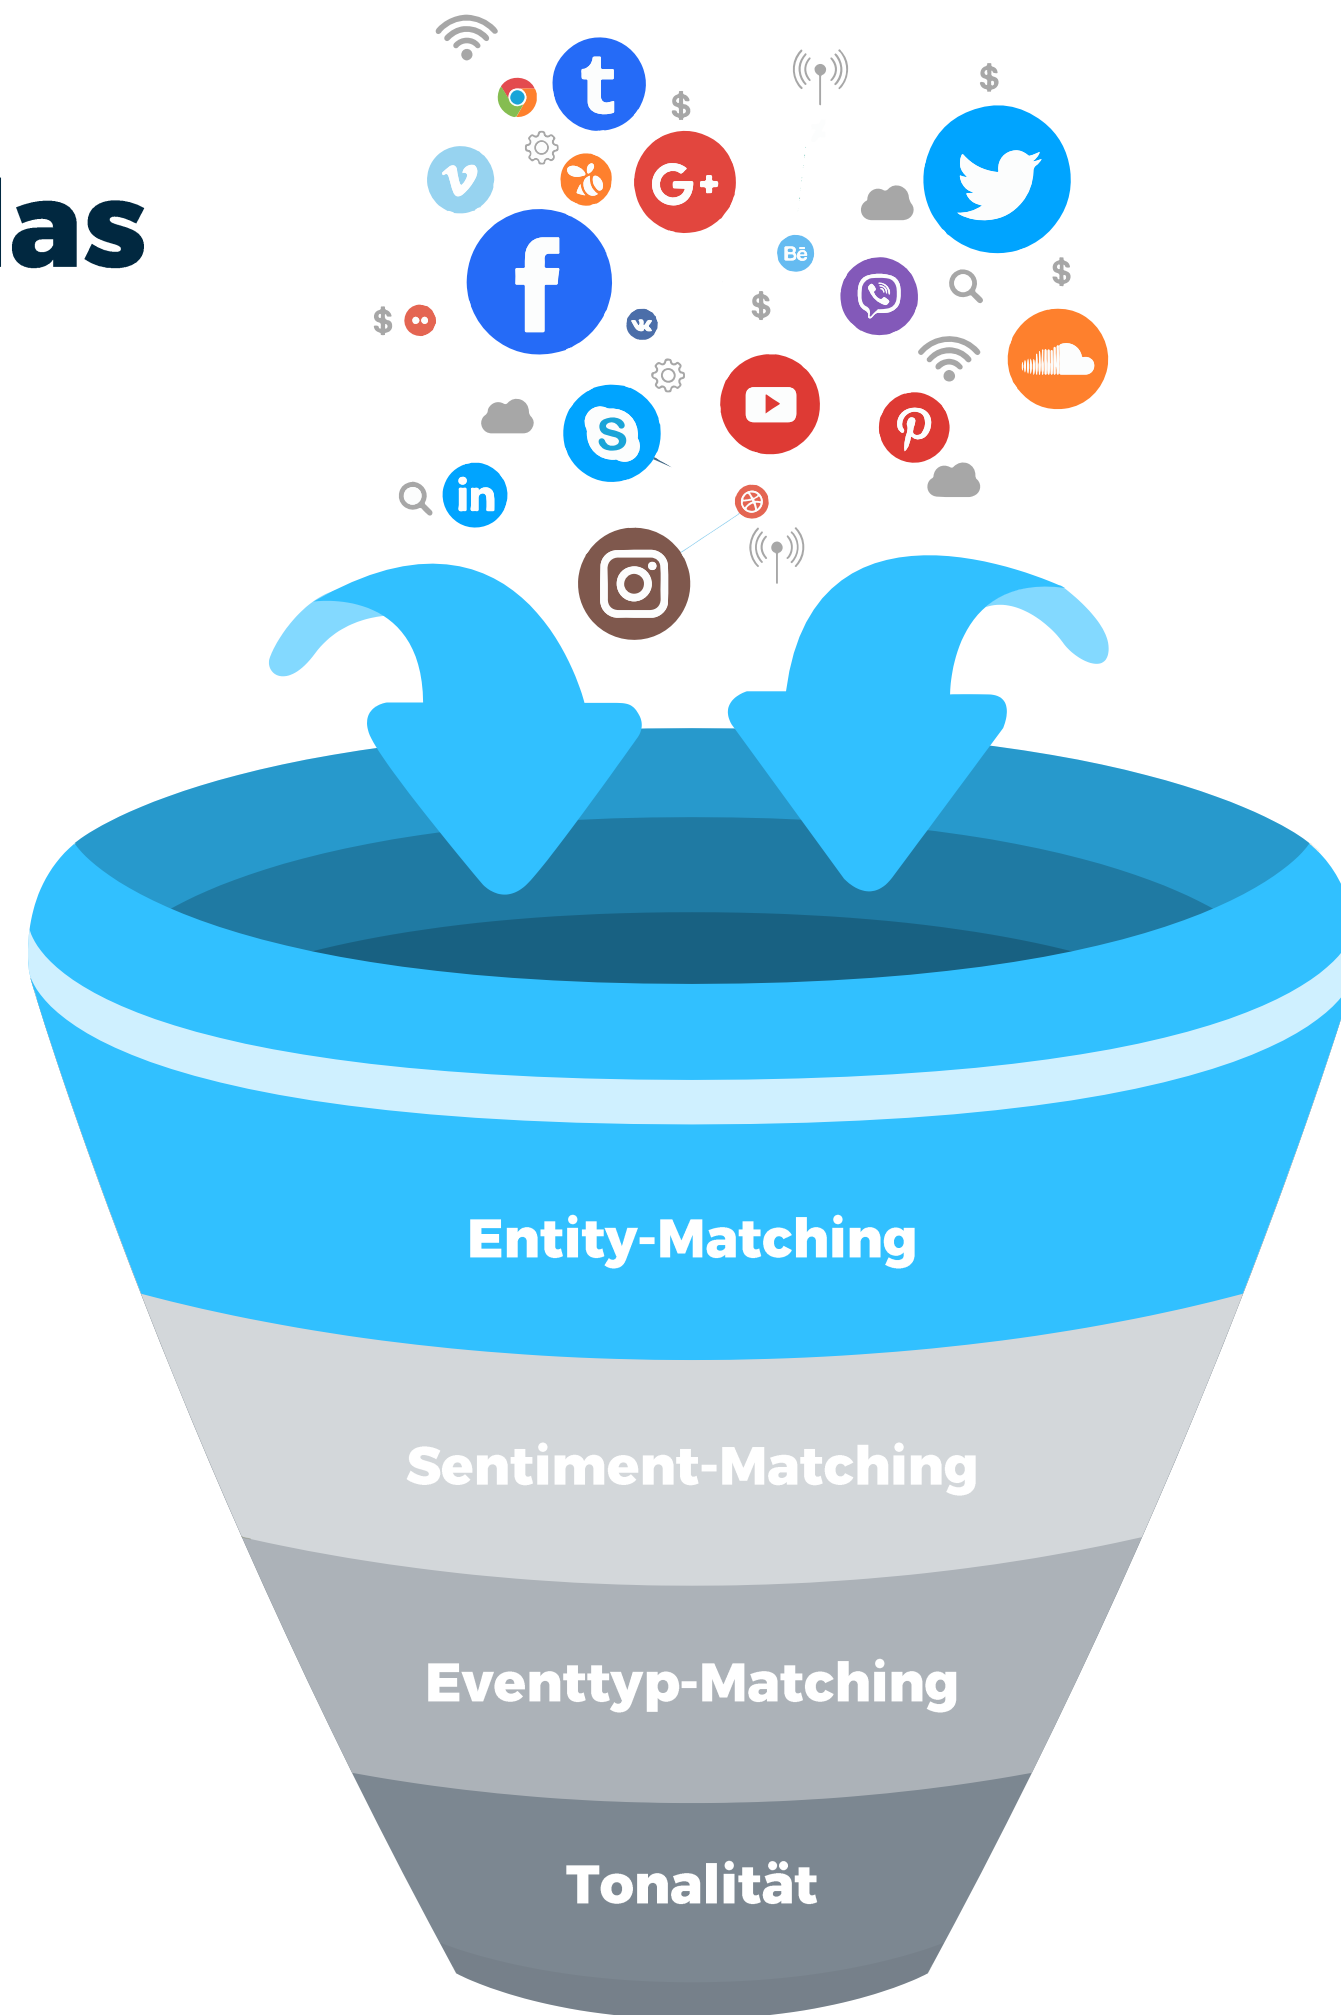 las
Entity-Matching
Sentiment-Matching
Eventtyp-Matching
Tonalität